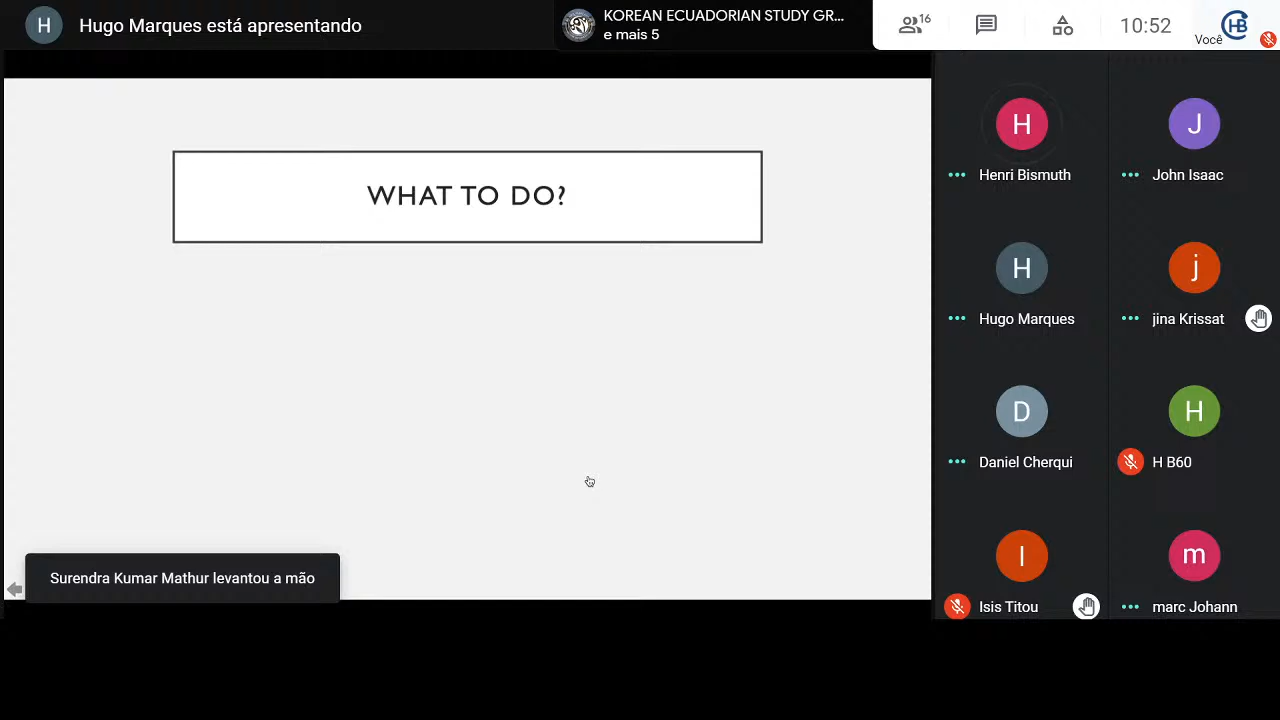 H
Hugo Marques está apresentando
KOREAN ECUADORIAN STUDY GR...
e mais 5
16
10:52
Você
HB
WHAT TO DO?
H
Henri Bismuth
J
John Isaac
H
Hugo Marques
j
jina Krissat
D
Daniel Cherqui
H
H B60
I
Isis Titou
m
marc Johann
Surendra Kumar Mathur levantou a mão